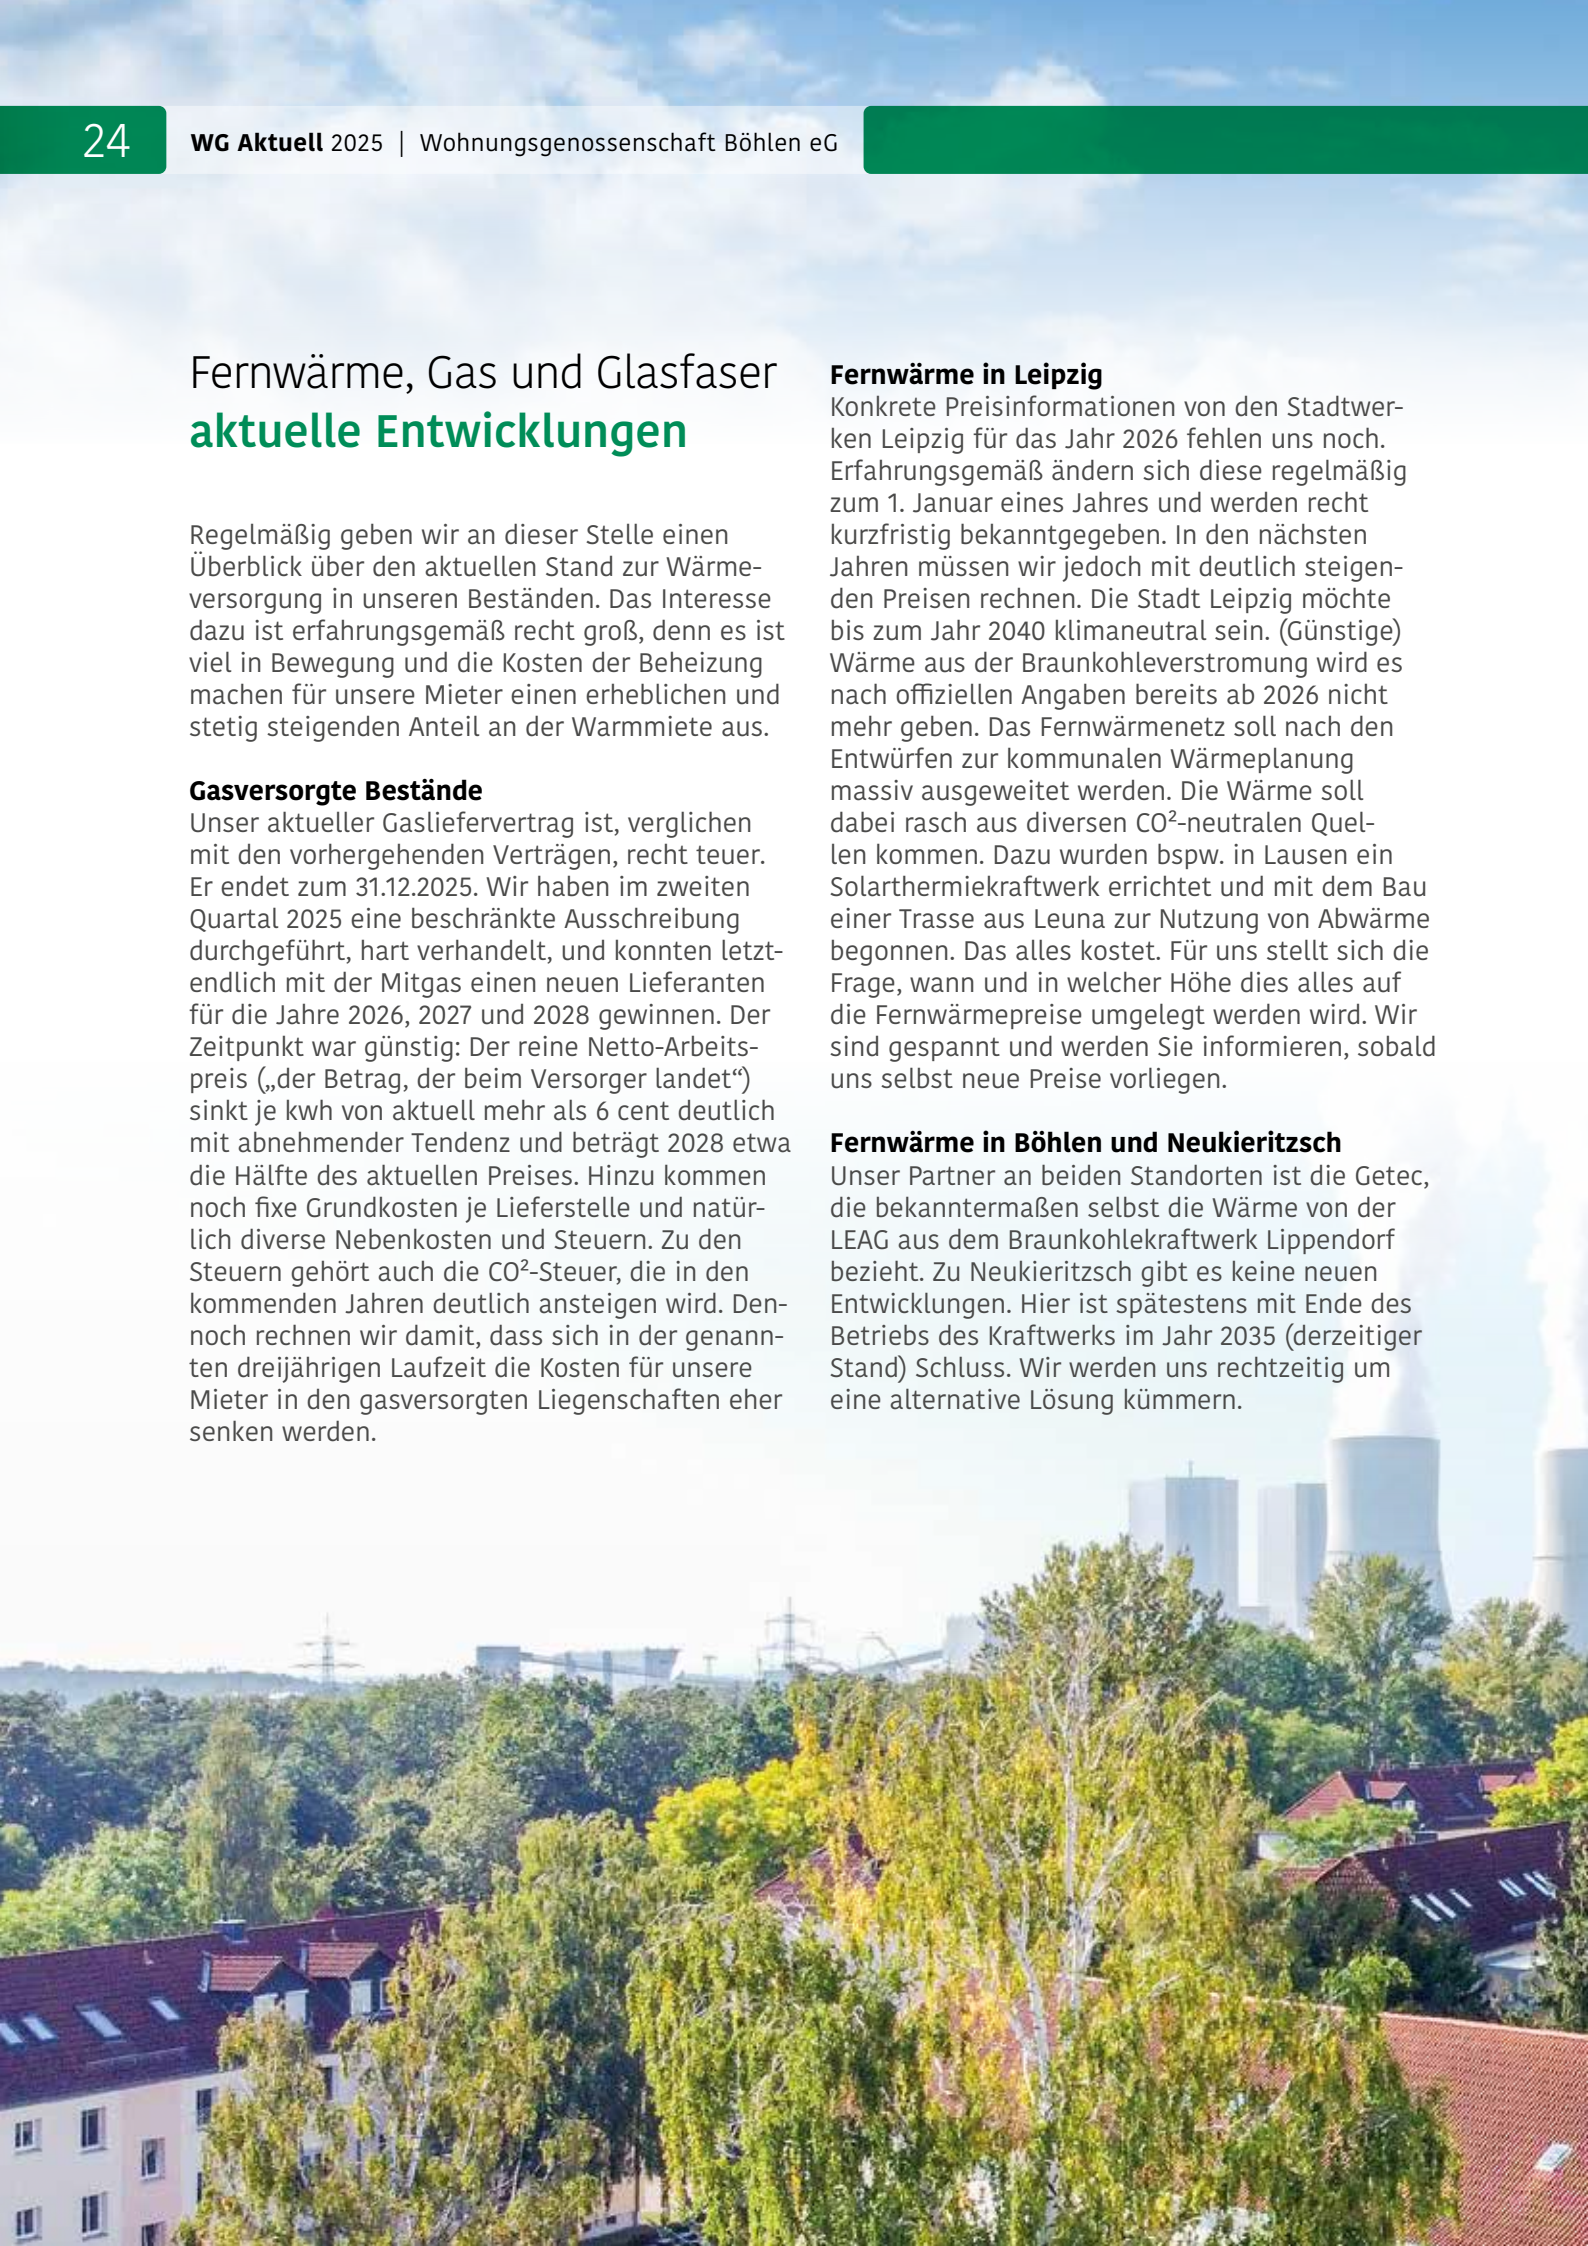 24
WG Aktuell 2025 | Wohnungsgenossenschaft Böhlen eG
Fernwärme, Gas und Glasfaser
aktuelle Entwicklungen
Regelmäßig geben wir an dieser Stelle einen
Überblick über den aktuellen Stand zur Wärme-
versorgung in unseren Beständen. Das Interesse
dazu ist erfahrungsgemäß recht groß, denn es ist
viel in Bewegung und die Kosten der Beheizung
machen für unsere Mieter einen erheblichen und
stetig steigenden Anteil an der Warmmiete aus.
Gasversorgte Bestände
Unser aktueller Gasliefervertrag ist, verglichen
mit den vorhergehenden Verträgen, recht teuer.
Er endet zum 31.12.2025. Wir haben im zweiten
Quartal 2025 eine beschränkte Ausschreibung
durchgeführt, hart verhandelt, und konnten letzt-
endlich mit der Mitgas einen neuen Lieferanten
für die Jahre 2026, 2027 und 2028 gewinnen. Der
Zeitpunkt war günstig: Der reine Netto-Arbeits-
preis („der Betrag, der beim Versorger landet“)
sinkt je kwh von aktuell mehr als 6 cent deutlich
mit abnehmender Tendenz und beträgt 2028 etwa
die Hälfte des aktuellen Preises. Hinzu kommen
noch fixe Grundkosten je Lieferstelle und natür-
lich diverse Nebenkosten und Steuern. Zu den
Steuern gehört auch die CO²-Steuer, die in den
kommenden Jahren deutlich ansteigen wird. Den-
noch rechnen wir damit, dass sich in der genann-
ten dreijährigen Laufzeit die Kosten für unsere
Mieter in den gasversorgten Liegenschaften eher
senken werden.
Fernwärme in Leipzig
Konkrete Preisinformationen von den Stadtwer-
ken Leipzig für das Jahr 2026 fehlen uns noch.
Erfahrungsgemäß ändern sich diese regelmäßig
zum 1. Januar eines Jahres und werden recht
kurzfristig bekanntgegeben. In den nächsten
Jahren müssen wir jedoch mit deutlich steigen-
den Preisen rechnen. Die Stadt Leipzig möchte
bis zum Jahr 2040 klimaneutral sein. (Günstige)
Wärme aus der Braunkohleverstromung wird es
nach offiziellen Angaben bereits ab 2026 nicht
mehr geben. Das Fernwärmenetz soll nach den
Entwürfen zur kommunalen Wärmeplanung
massiv ausgeweitet werden. Die Wärme soll
dabei rasch aus diversen CO²-neutralen Quel-
len kommen. Dazu wurden bspw. in Lausen ein
Solarthermiekraftwerk errichtet und mit dem Bau
einer Trasse aus Leuna zur Nutzung von Abwärme
begonnen. Das alles kostet. Für uns stellt sich die
Frage, wann und in welcher Höhe dies alles auf
die Fernwärmepreise umgelegt werden wird. Wir
sind gespannt und werden Sie informieren, sobald
uns selbst neue Preise vorliegen.
Fernwärme in Böhlen und Neukieritzsch
Unser Partner an beiden Standorten ist die Getec,
die bekanntermaßen selbst die Wärme von der
LEAG aus dem Braunkohlekraftwerk Lippendorf
bezieht. Zu Neukieritzsch gibt es keine neuen
Entwicklungen. Hier ist spätestens mit Ende des
Betriebs des Kraftwerks im Jahr 2035 (derzeitiger
Stand) Schluss. Wir werden uns rechtzeitig um
eine alternative Lösung kümmern.